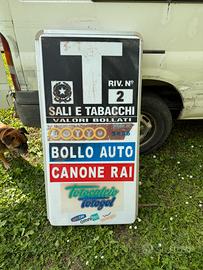 T
RIV. N°
2
SALI E TABACCHI
VALORI BOLLATI
LOTTO
BOLLO AUTO
CANONE RAI
Totocalcio
Totogol